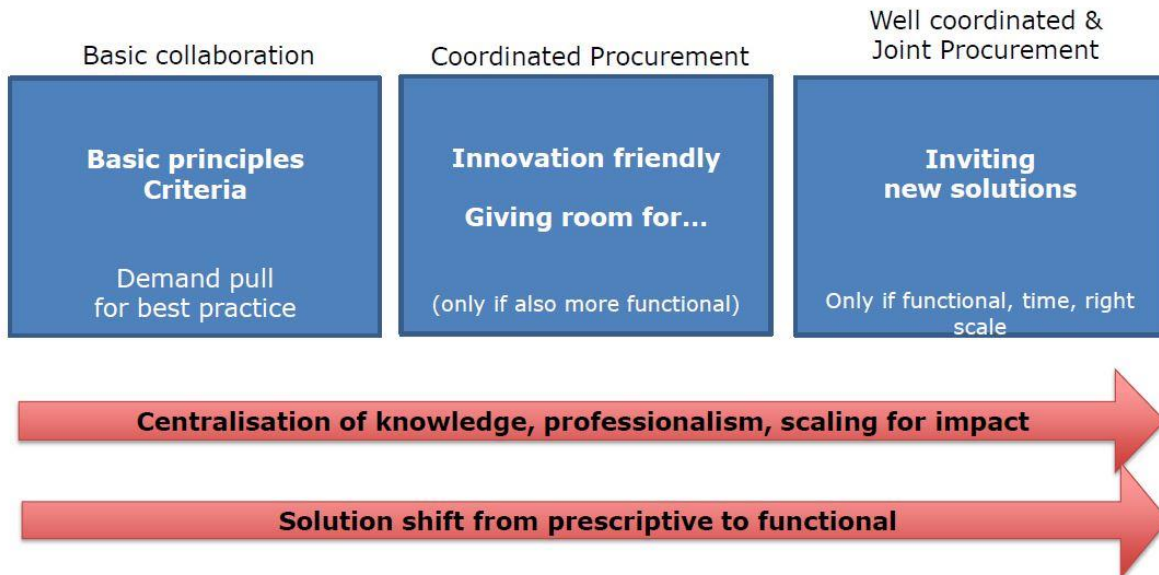 Basic collaboration
Coordinated Procurement
Well coordinated &
Joint Procurement
Basic principles
Criteria
Demand pull
for best practice
Innovation friendly
Giving room for...
(only if also more functional)
Inviting
new solutions
Only if functional, time, right
scale
Centralisation of knowledge, professionalism, scaling for impact
Solution shift from prescriptive to functional